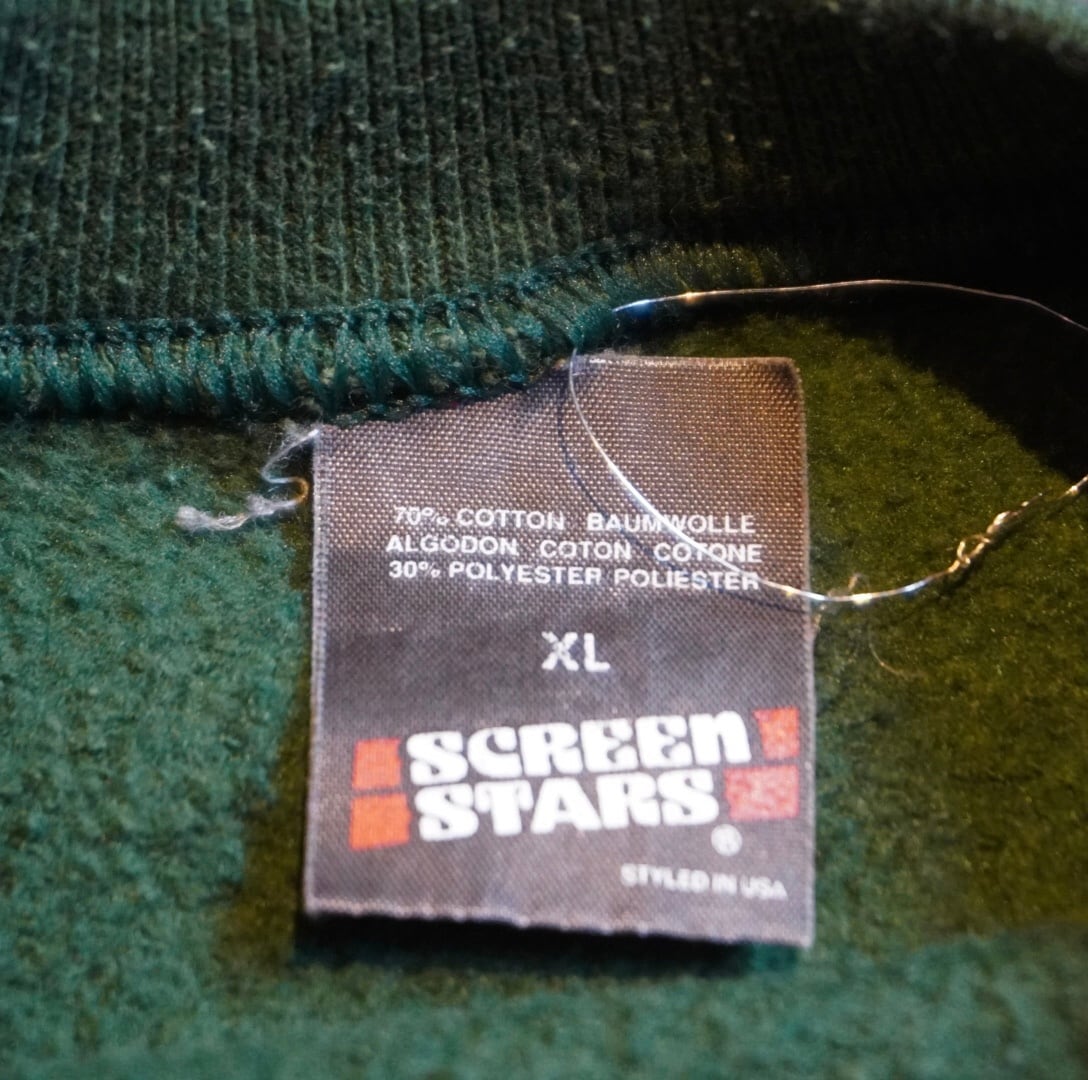 70% COTTON BAUMWOLLE
ALGODON COTON COTONE
30% POLYESTER POLIESTER
XL
SCREEN
STARS
®
STYLED IN USA